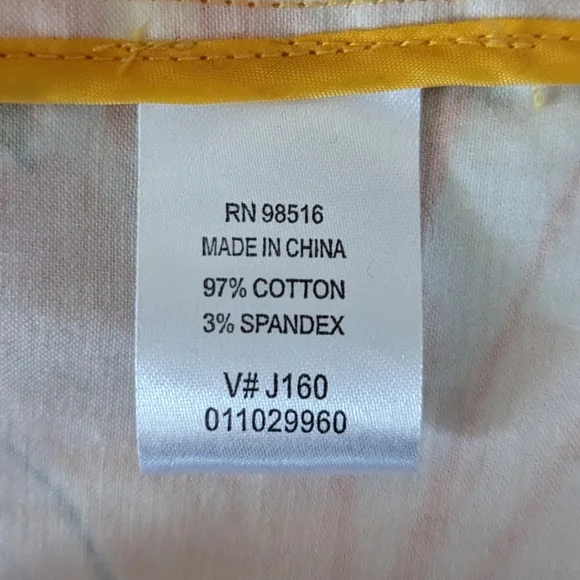 RN 98516
MADE IN CHINA
97% COTTON
3% SPANDEX
V# J160
011029960